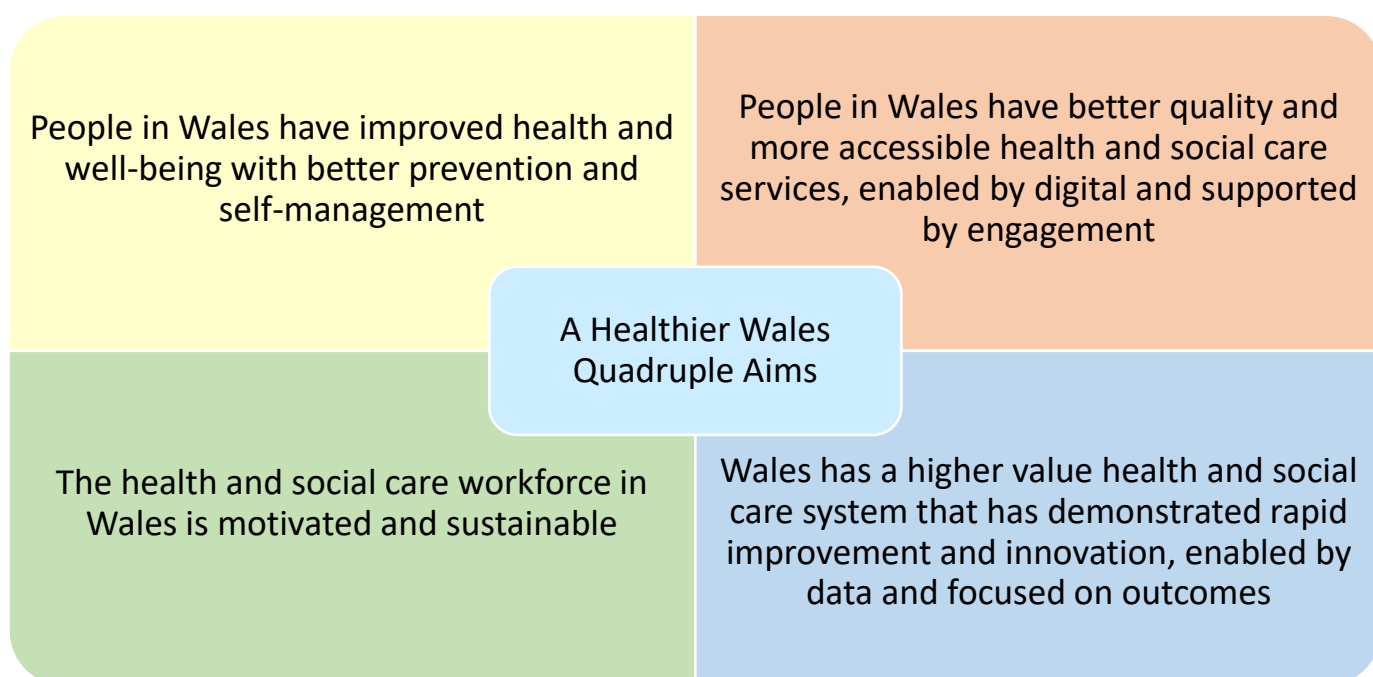 People in Wales have improved health and
well-being with better prevention and
self-management
People in Wales have better quality and
more accessible health and social care
services, enabled by digital and supported
by engagement
A Healthier Wales
Quadruple Aims
The health and social care workforce in
Wales is motivated and sustainable
Wales has a higher value health and social
care system that has demonstrated rapid
improvement and innovation, enabled by
data and focused on outcomes